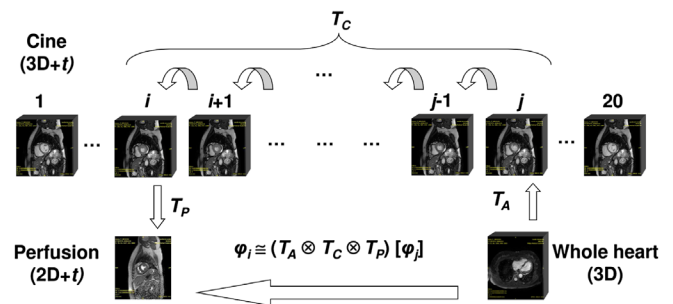 T_C
Cine
(3D+t)
...
1 i i+1 j-1 j 20
... ... ... ... ...
T_P T_A
Perfusion
(2D+t)
φ_i ≅ (T_A ⊗ T_C ⊗ T_P) [φ_j]
Whole heart
(3D)